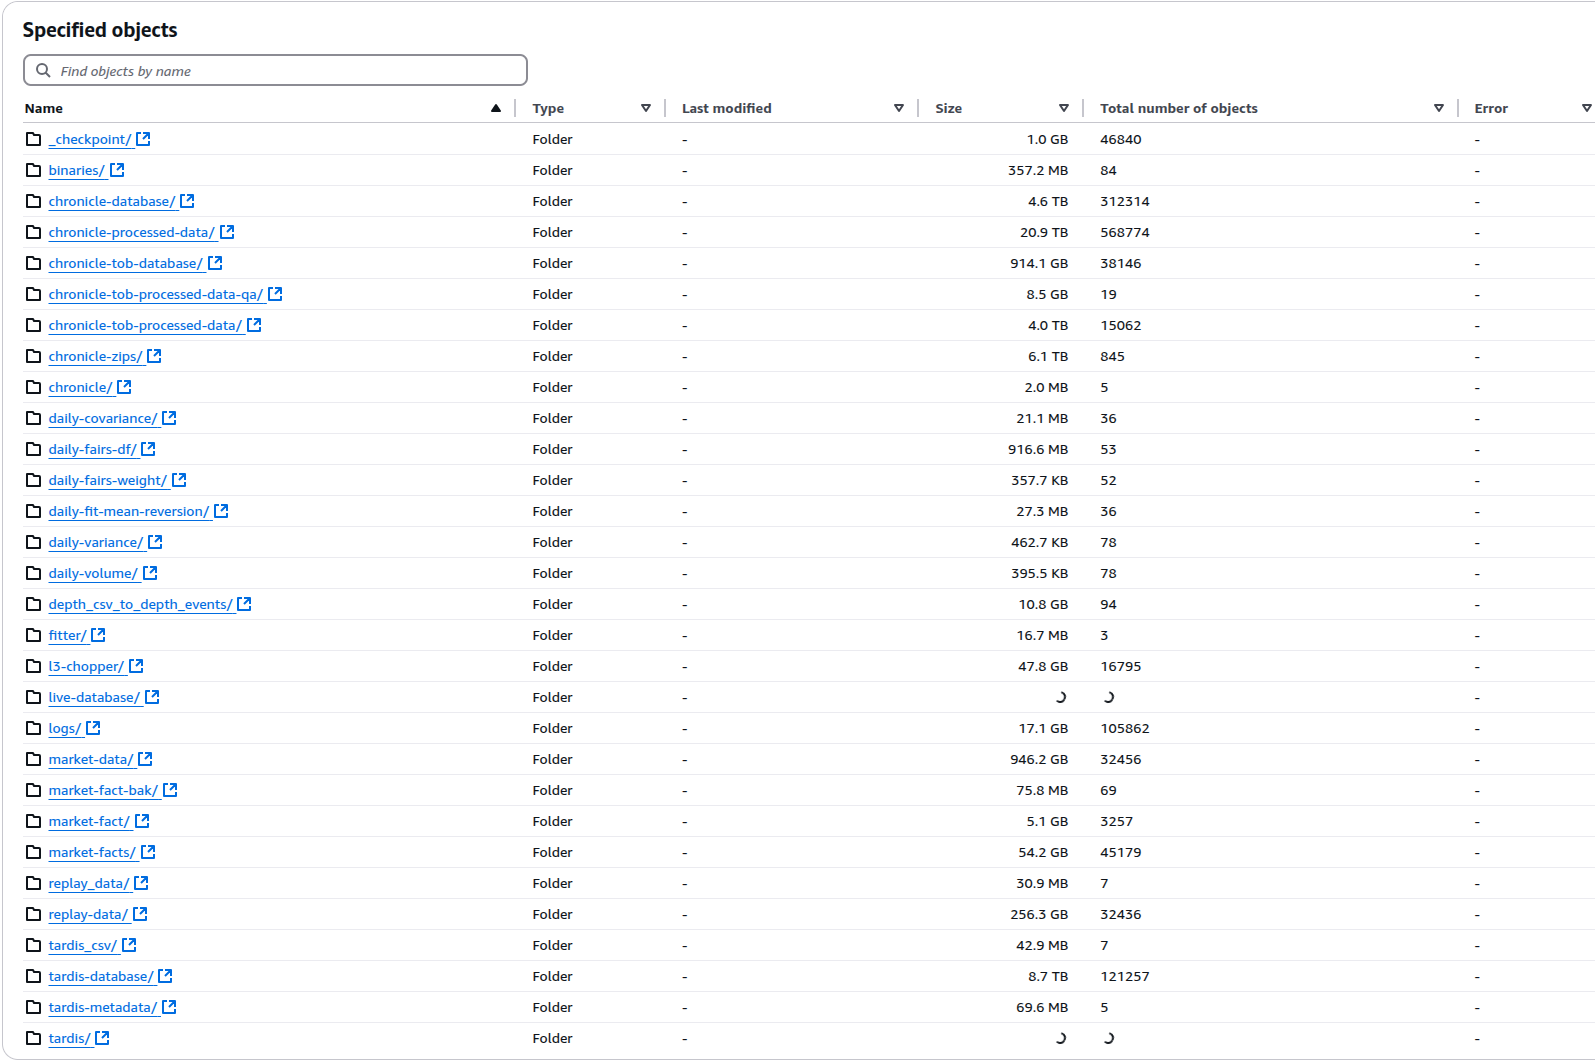 Specified objects
Find objects by name
Name Type Last modified Size Total number of objects Error
_checkpoint/ Folder - 1.0 GB 46840 -
binaries/ Folder - 357.2 MB 84 -
chronicle-database/ Folder - 4.6 TB 312314 -
chronicle-processed-data/ Folder - 20.9 TB 568774 -
chronicle-tob-database/ Folder - 914.1 GB 38146 -
chronicle-tob-processed-data-qa/ Folder - 8.5 GB 19 -
chronicle-tob-processed-data/ Folder - 4.0 TB 15062 -
chronicle-zips/ Folder - 6.1 TB 845 -
chronicle/ Folder - 2.0 MB 5 -
daily-covariance/ Folder - 21.1 MB 36 -
daily-fairs-df/ Folder - 916.6 MB 53 -
daily-fairs-weight/ Folder - 357.7 KB 52 -
daily-fit-mean-reversion/ Folder - 27.3 MB 36 -
daily-variance/ Folder - 462.7 KB 78 -
daily-volume/ Folder - 395.5 KB 78 -
depth_csv_to_depth_events/ Folder - 10.8 GB 94 -
fitter/ Folder - 16.7 MB 3 -
l3-chopper/ Folder - 47.8 GB 16795 -
live-database/ Folder - -
logs/ Folder - 17.1 GB 105862 -
market-data/ Folder - 946.2 GB 32456 -
market-fact-bak/ Folder - 75.8 MB 69 -
market-fact/ Folder - 5.1 GB 3257 -
market-facts/ Folder - 54.2 GB 45179 -
replay_data/ Folder - 30.9 MB 7 -
replay-data/ Folder - 256.3 GB 32436 -
tardis_csv/ Folder - 42.9 MB 7 -
tardis-database/ Folder - 8.7 TB 121257 -
tardis-metadata/ Folder - 69.6 MB 5 -
tardis/ Folder - -